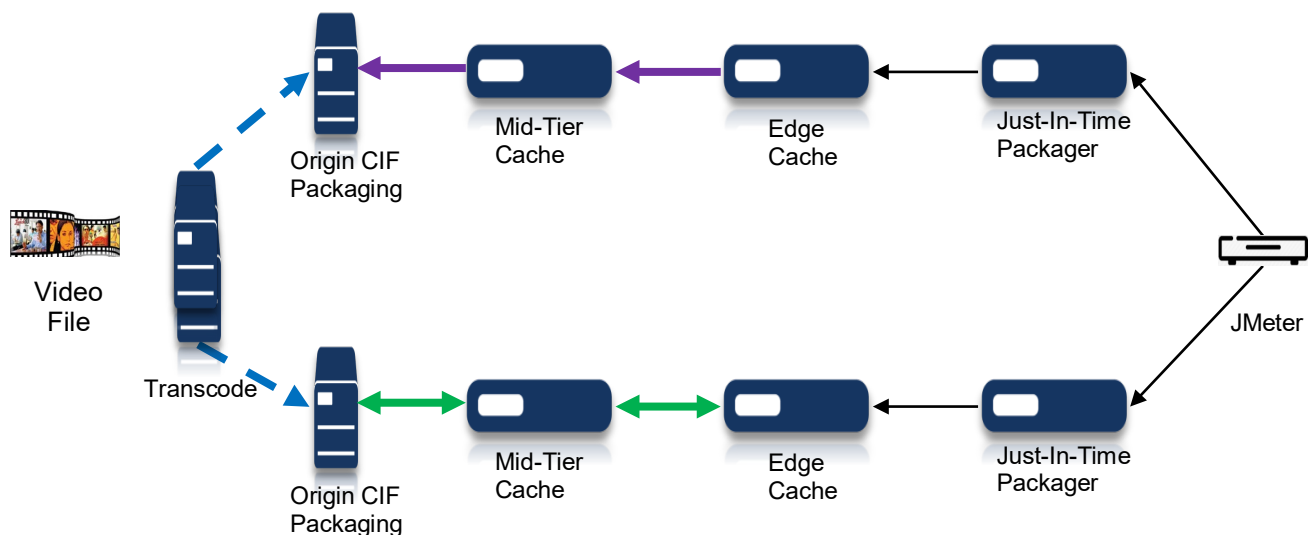 Mid-Tier
Cache
Edge
Cache
Just-In-Time
Packager
Origin CIF
Packaging
Video
File
Transcode
JMeter
Mid-Tier
Cache
Edge
Cache
Just-In-Time
Packager
Origin CIF
Packaging